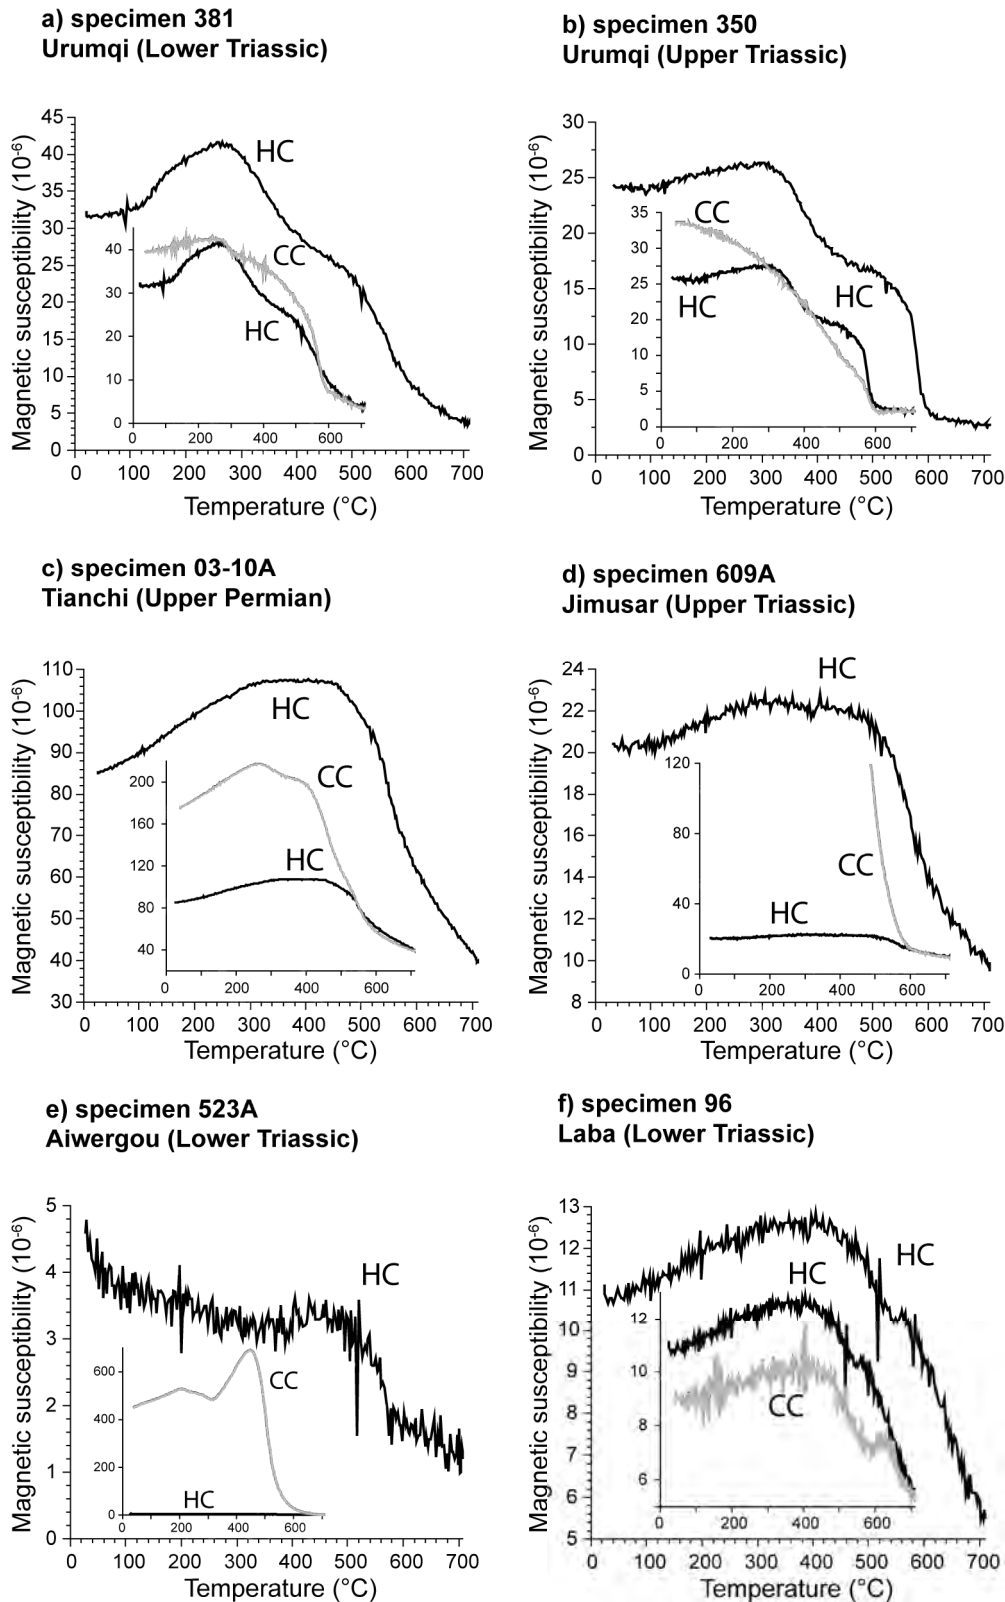 a) specimen 381
Urumqi (Lower Triassic)
45
40
35
30
25
20
15
10
5
0
Magnetic susceptibility (10-6)
HC
40
30
20
10
0
CC
HC
0 200 400 600
0 100 200 300 400 500 600 700
Temperature (°C)
b) specimen 350
Urumqi (Upper Triassic)
30
25
20
15
10
5
0
Magnetic susceptibility (10-6)
35
30
25
20
10
5
0
CC
HC
HC
0 200 400 600
0 100 200 300 400 500 600 700
Temperature (°C)
c) specimen 03-10A
Tianchi (Upper Permian)
110
100
90
80
70
60
50
40
30
Magnetic susceptibility (10-6)
HC
200
160
120
80
40
CC
HC
0 200 400 600
0 100 200 300 400 500 600 700
Temperature (°C)
d) specimen 609A
Jimusar (Upper Triassic)
24
22
20
18
16
14
12
10
8
Magnetic susceptibility (10-6)
HC
120
80
40
0
CC
HC
0 200 400 600
0 100 200 300 400 500 600 700
Temperature (°C)
e) specimen 523A
Aiwergou (Lower Triassic)
5
4
3
2
1
0
Magnetic susceptibility (10-6)
HC
600
400
200
0
CC
HC
0 200 400 600
0 100 200 300 400 500 600 700
Temperature (°C)
f) specimen 96
Laba (Lower Triassic)
13
12
11
10
9
8
7
6
5
Magnetic susceptibility (10-6)
HC
12
10
8
6
HC
CC
0 200 400 600
0 100 200 300 400 500 600 700
Temperature (°C)